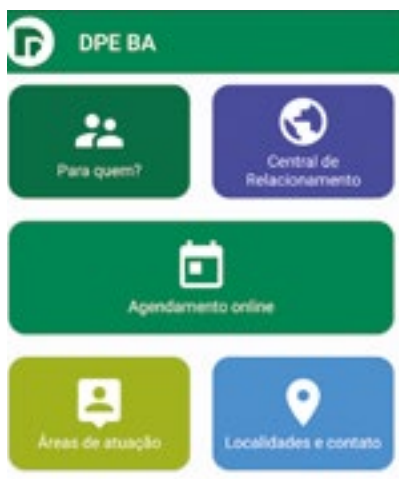 DPE BA
Para quem?
Central de
Relacionamento
Agendamento online
Áreas de atuação
Localidades e contato